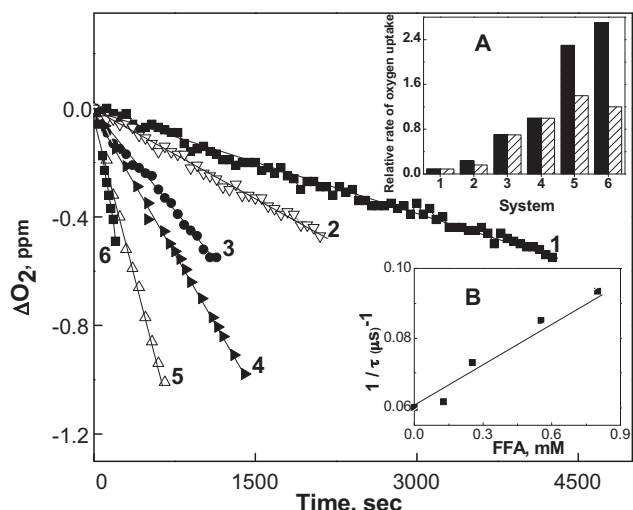 A
Relative rate of oxygen uptake
2.4
1.8
1.2
0.6
0.0
1 2 3 4 5 6
System
B
1 / τ (μs)-1
0.10
0.08
0.06
0.0 0.3 0.6 0.9
FFA, mM
ΔO2, ppm
0.0
-0.4
-0.8
-1.2
1
2
3
4
5
6
0 1500 3000 4500
Time, sec